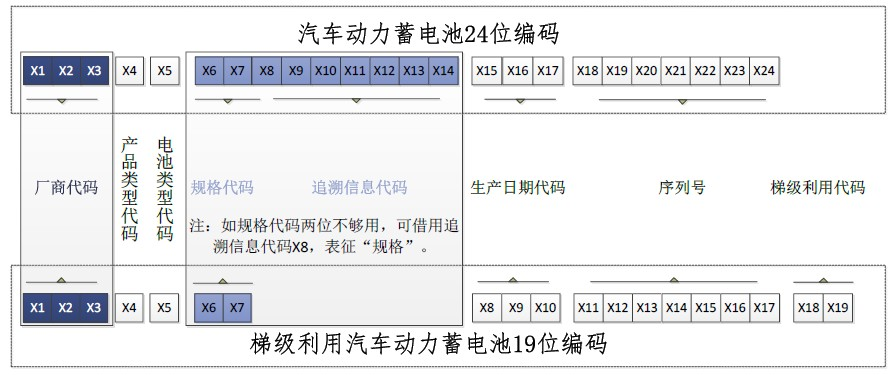 汽车动力蓄电池24位编码
X1 X2 X3 X4 X5 X6 X7 X8 X9 X10 X11 X12 X13 X14 X15 X16 X17 X18 X19 X20 X21 X22 X23 X24
厂商代码
产品类型代码
电池类型代码
规格代码
追溯信息代码
生产日期代码
序列号
梯级利用代码
注：如规格代码两位不够用，可借用追
溯信息代码X8，表征“规格”。
X1 X2 X3 X4 X5 X6 X7 X8 X9 X10 X11 X12 X13 X14 X15 X16 X17 X18 X19
梯级利用汽车动力蓄电池19位编码